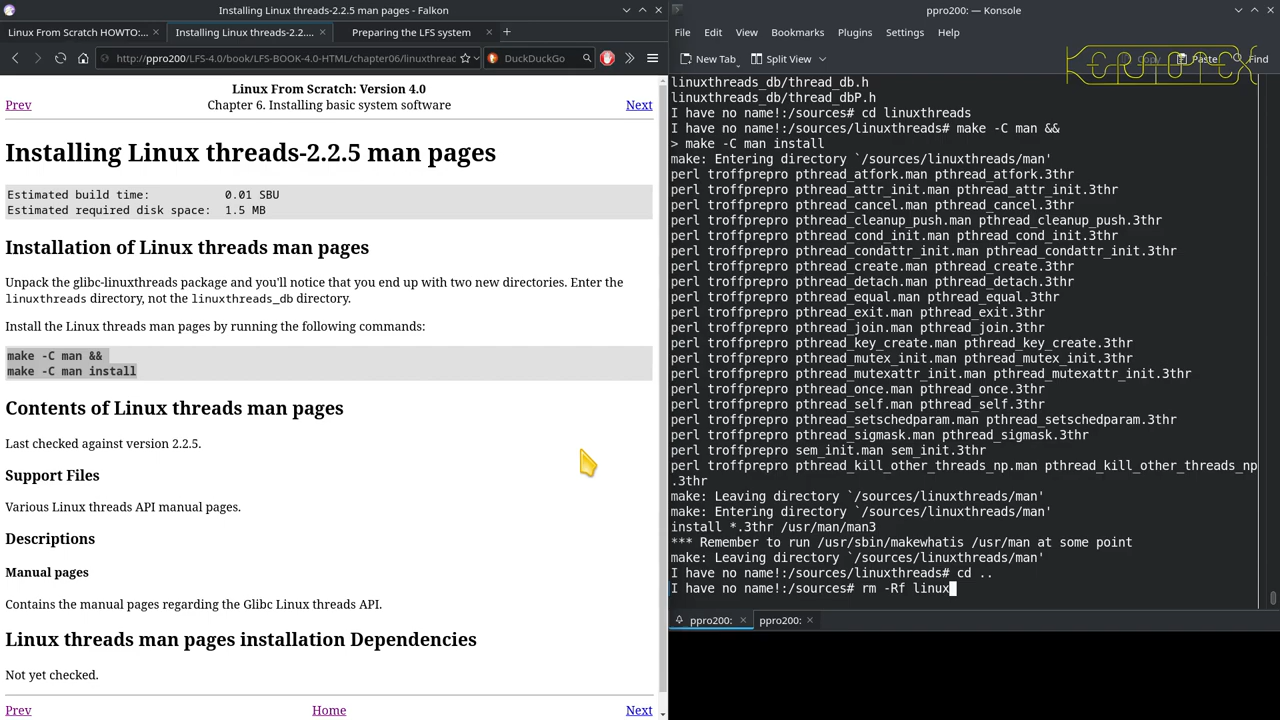 Installing Linux threads-2.2.5 man pages - Falkon
Linux From Scratch HOWTO:...
Installing Linux threads-2.2....
Preparing the LFS system
http://ppro200/LFS-4.0/book/LFS-BOOK-4.0-HTML/chapter06/linuxthreac
DuckDuckGo
Linux From Scratch: Version 4.0
Prev
Chapter 6. Installing basic system software
Next
Installing Linux threads-2.2.5 man pages
Estimated build time: 0.01 SBU
Estimated required disk space: 1.5 MB
Installation of Linux threads man pages
Unpack the glibc-linuxthreads package and you'll notice that you end up with two new directories. Enter the
linuxthreads directory, not the linuxthreads_db directory.
Install the Linux threads man pages by running the following commands:
make -C man &&
make -C man install
Contents of Linux threads man pages
Last checked against version 2.2.5.
Support Files
Various Linux threads API manual pages.
Descriptions
Manual pages
Contains the manual pages regarding the Glibc Linux threads API.
Linux threads man pages installation Dependencies
Not yet checked.
Prev
Home
Next
ppro200: — Konsole
File Edit View Bookmarks Plugins Settings Help
New Tab
Split View
Copy
Paste
Find
linuxthreads_db/thread_db.h
linuxthreads_db/thread_dbP.h
I have no name!:/sources# cd linuxthreads
I have no name!:/sources/linuxthreads# make -C man &&
> make -C man install
make: Entering directory `/sources/linuxthreads/man'
perl troffprepro pthread_atfork.man pthread_atfork.3thr
perl troffprepro pthread_attr_init.man pthread_attr_init.3thr
perl troffprepro pthread_cancel.man pthread_cancel.3thr
perl troffprepro pthread_cleanup_push.man pthread_cleanup_push.3thr
perl troffprepro pthread_cond_init.man pthread_cond_init.3thr
perl troffprepro pthread_condattr_init.man pthread_condattr_init.3thr
perl troffprepro pthread_create.man pthread_create.3thr
perl troffprepro pthread_detach.man pthread_detach.3thr
perl troffprepro pthread_equal.man pthread_equal.3thr
perl troffprepro pthread_exit.man pthread_exit.3thr
perl troffprepro pthread_join.man pthread_join.3thr
perl troffprepro pthread_key_create.man pthread_key_create.3thr
perl troffprepro pthread_mutex_init.man pthread_mutex_init.3thr
perl troffprepro pthread_mutexattr_init.man pthread_mutexattr_init.3thr
perl troffprepro pthread_once.man pthread_once.3thr
perl troffprepro pthread_self.man pthread_self.3thr
perl troffprepro pthread_setschedparam.man pthread_setschedparam.3thr
perl troffprepro pthread_sigmask.man pthread_sigmask.3thr
perl troffprepro sem_init.man sem_init.3thr
perl troffprepro pthread_kill_other_threads_np.man pthread_kill_other_threads_np
.3thr
make: Leaving directory `/sources/linuxthreads/man'
make: Entering directory `/sources/linuxthreads/man'
install *.3thr /usr/man/man3
*** Remember to run /usr/sbin/makewhatis /usr/man at some point
make: Leaving directory `/sources/linuxthreads/man'
I have no name!:/sources/linuxthreads# cd ..
I have no name!:/sources# rm -Rf linux
ppro200:
ppro200: